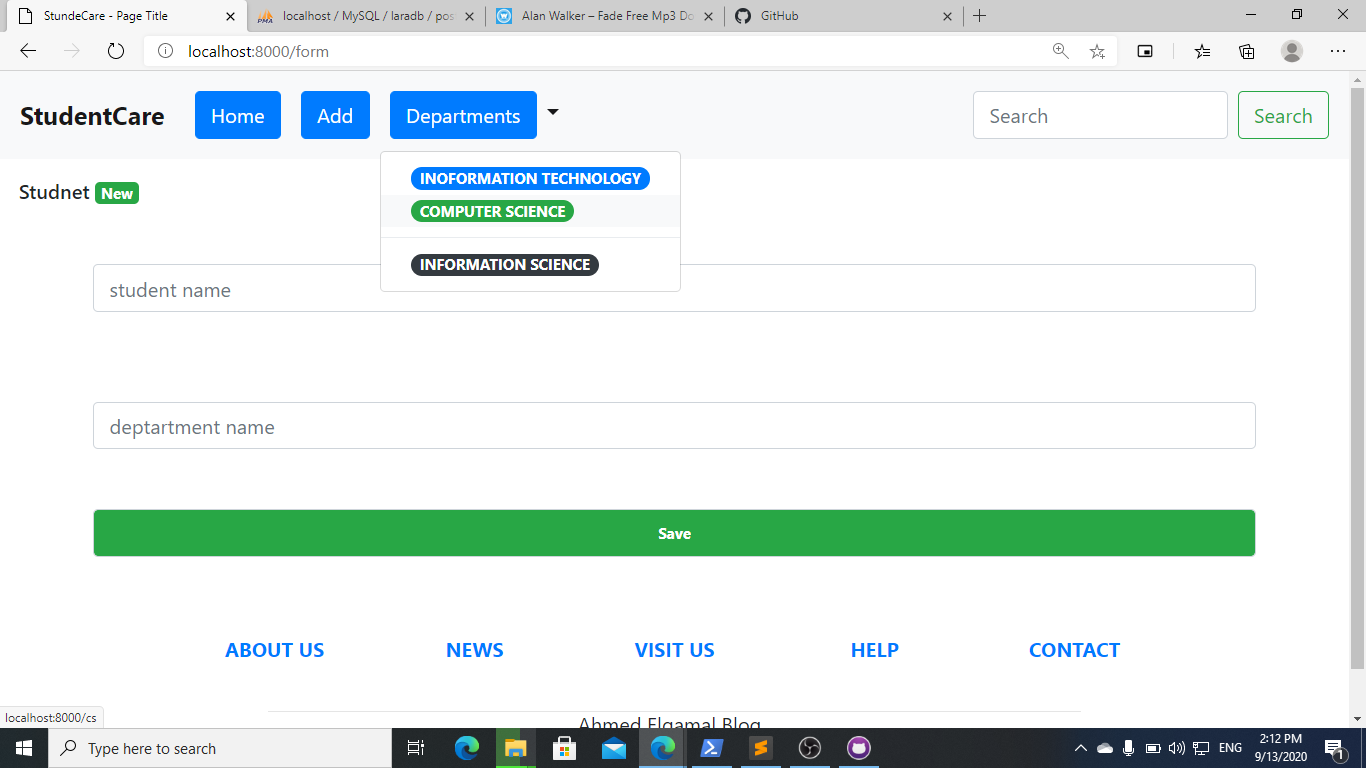 StundeCare - Page Title
localhost / MySQL / laradb / pos
Alan Walker – Fade Free Mp3 Do
GitHub
localhost:8000/form
StudentCare
Home
Add
Departments
Search
Search
INOFORMATION TECHNOLOGY
COMPUTER SCIENCE
INFORMATION SCIENCE
Studnet New
student name
deptartment name
Save
ABOUT US
NEWS
VISIT US
HELP
CONTACT
localhost:8000/cs
Ahmed Elgamal Blog
Type here to search
ENG
2:12 PM
9/13/2020
1